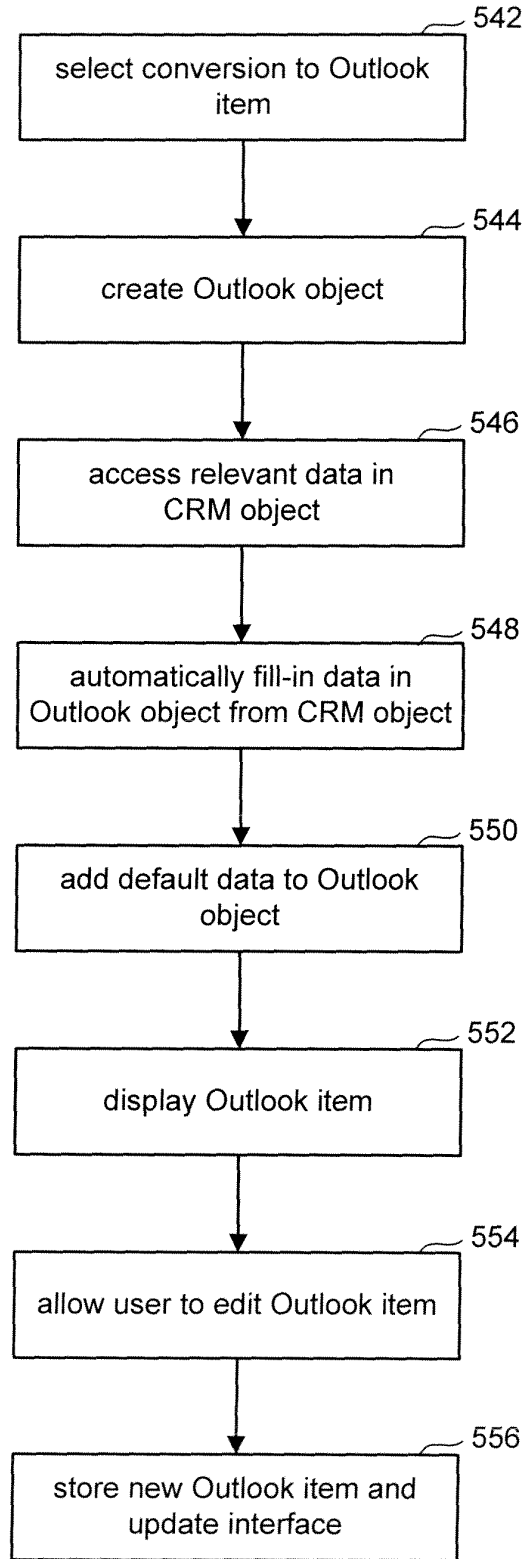 542
select conversion to Outlook
item
544
create Outlook object
546
access relevant data in
CRM object
548
automatically fill-in data in
Outlook object from CRM object
550
add default data to Outlook
object
552
display Outlook item
554
allow user to edit Outlook item
556
store new Outlook item and
update interface